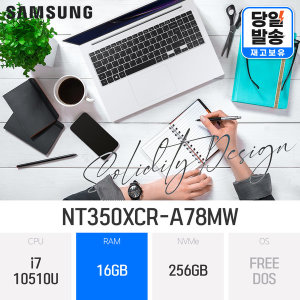 SAMSUNG
당일
발송
재고보유
Solidity Design
NT350XCR-A78MW
CPU RAM NVMe OS
i7
10510U
16GB 256GB FREE
DOS